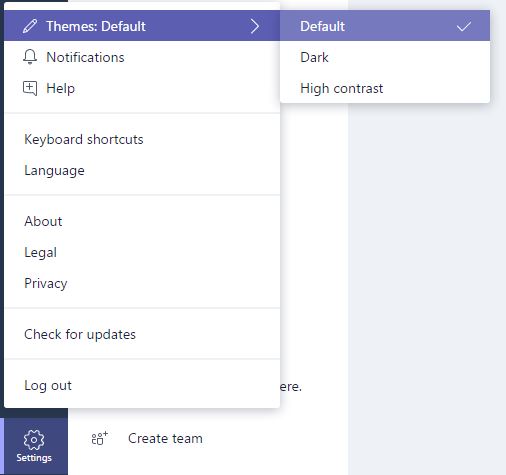 Themes: Default
Default
Notifications
Dark
Help
High contrast
Keyboard shortcuts
Language
About
Legal
Privacy
Check for updates
Log out
ere.
Create team
Settings